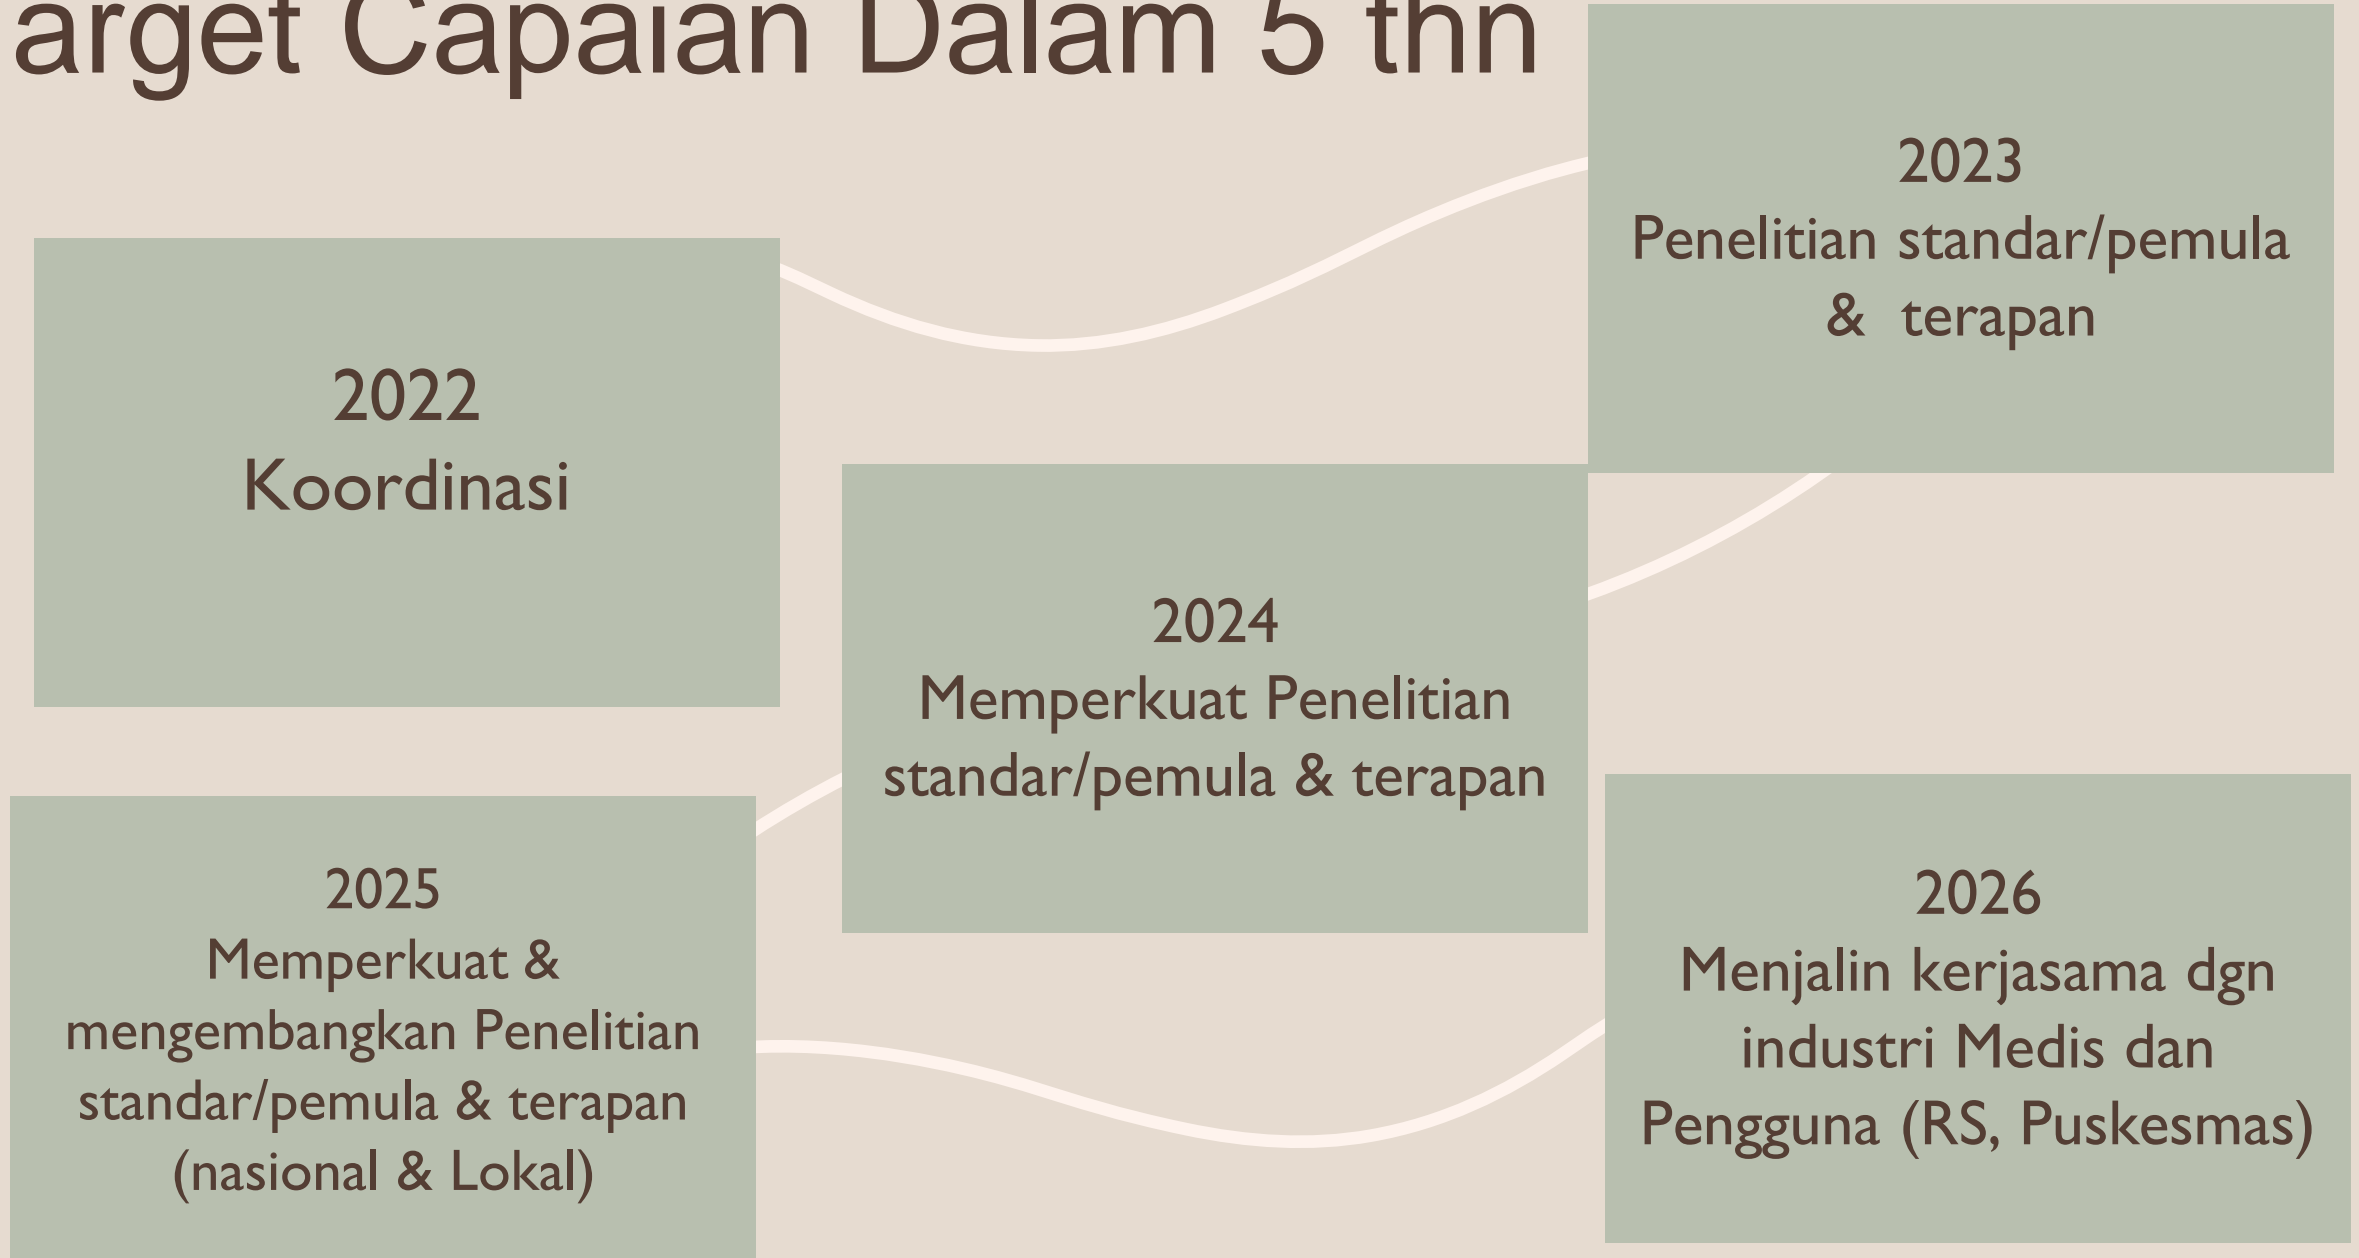 arget Capaian Dalam 5 thn
2022
Koordinasi
2023
Penelitian standar/pemula
& terapan
2024
Memperkuat Penelitian
standar/pemula & terapan
2025
Memperkuat &
mengembangkan Penelitian
standar/pemula & terapan
(nasional & Lokal)
2026
Menjalin kerjasama dgn
industri Medis dan
Pengguna (RS, Puskesmas)